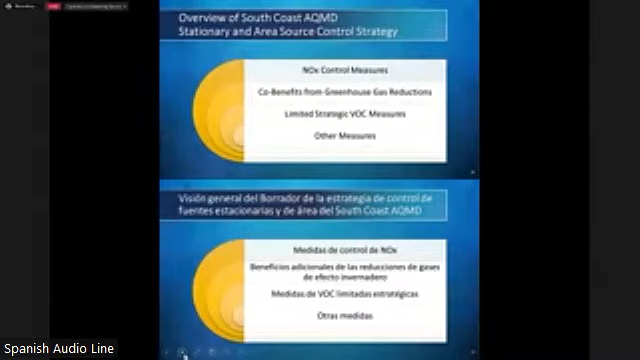 Overview of South Coast AQMD
Stationary and Area Source Control Strategy
NOx Control Measures
Co-Benefits from Greenhouse Gas Reductions
Limited Strategic VOC Measures
Other Measures
Visión general del Borrador de la estrategia de control de
fuentes estacionarias y de área del South Coast AQMD
Medidas de control de NOx
Beneficios adicionales de las reducciones de gases
de efecto invernadero
Medidas de VOC limitadas estratégicas
Otras medidas
Spanish Audio Line